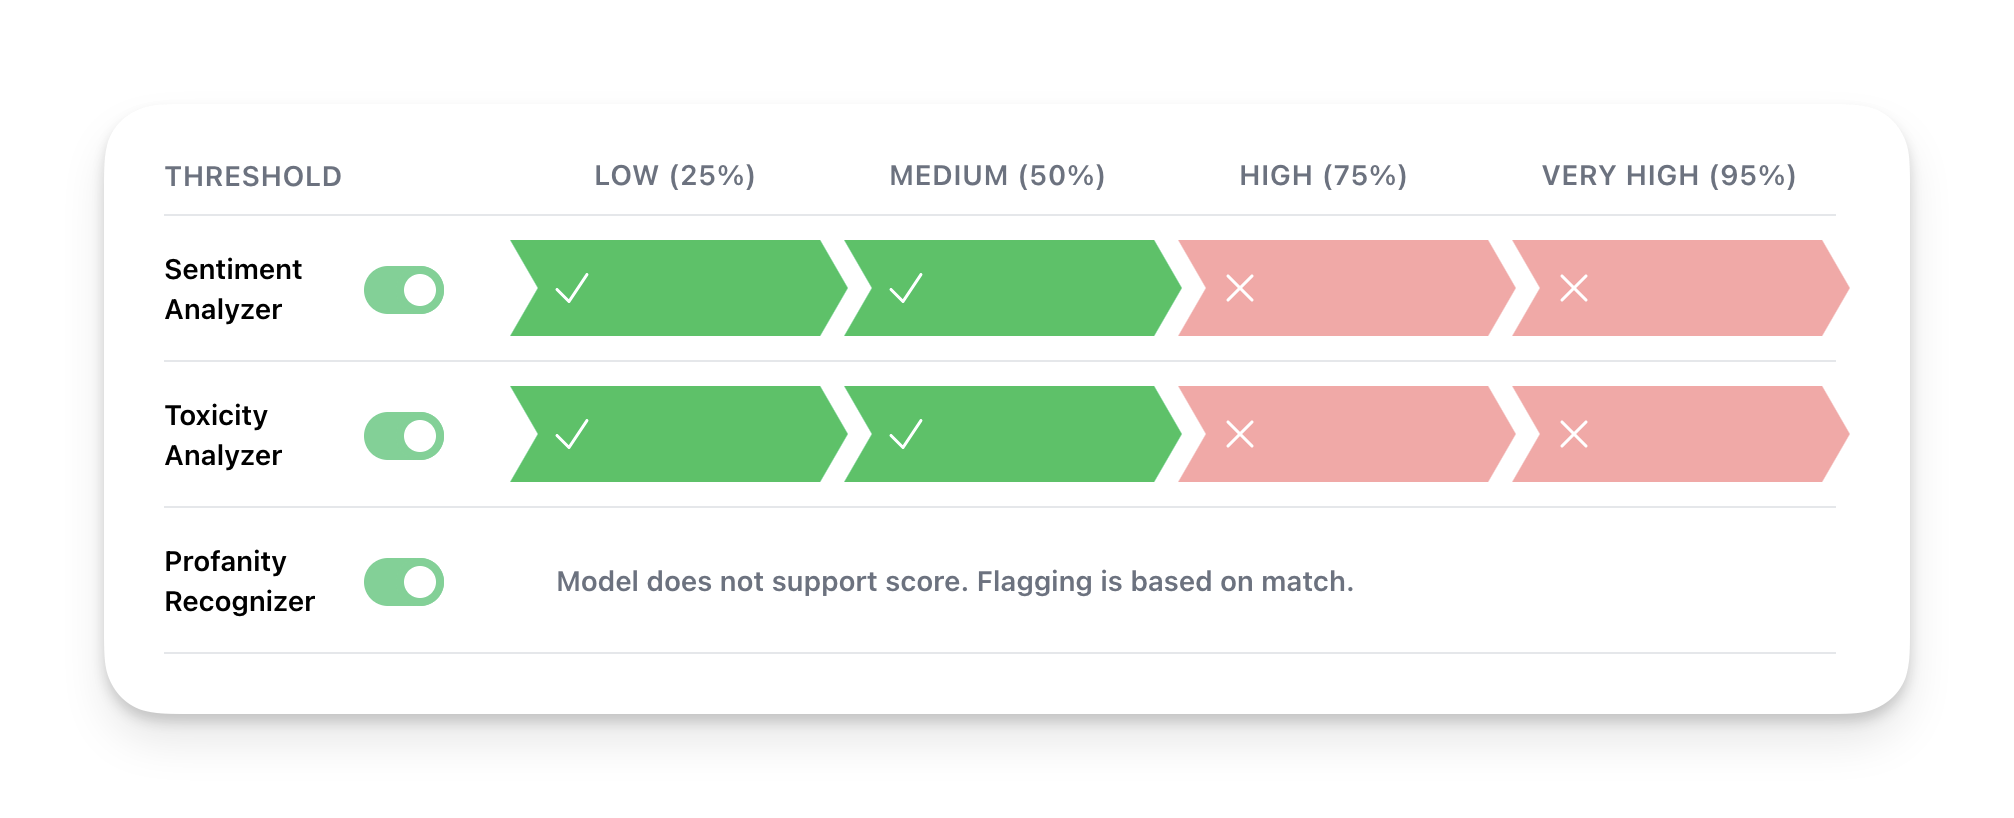 THRESHOLD LOW (25%) MEDIUM (50%) HIGH (75%) VERY HIGH (95%)
Sentiment
Analyzer
Toxicity
Analyzer
Profanity
Recognizer
Model does not support score. Flagging is based on match.